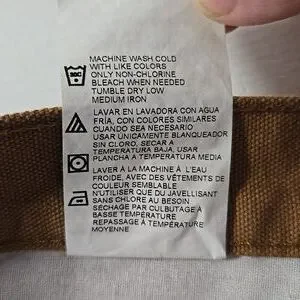 MACHINE WASH COLD
WITH LIKE COLORS
ONLY NON-CHLORINE
BLEACH WHEN NEEDED
TUMBLE DRY LOW
MEDIUM IRON
LAVAR EN LAVADORA CON AGUA
FRÍA, CON COLORES SIMILARES
CUANDO SEA NECESARIO
USAR ÚNICAMENTE BLANQUEADOR
SIN CLORO, SECAR A
TEMPERATURA BAJA, USAR
PLANCHA A TEMPERATURA MEDIA
LAVER À LA MACHINE À L'EAU
FROIDE, AVEC DES VÊTEMENTS DE
COULEUR SEMBLABLE
N'UTILISER QUE DU JAVELLISANT
SANS CHLORE AU BESOIN
SÉCHAGE PAR CULBUTAGE À
BASSE TEMPÉRATURE
REPASSAGE À TEMPÉRATURE
MOYENNE